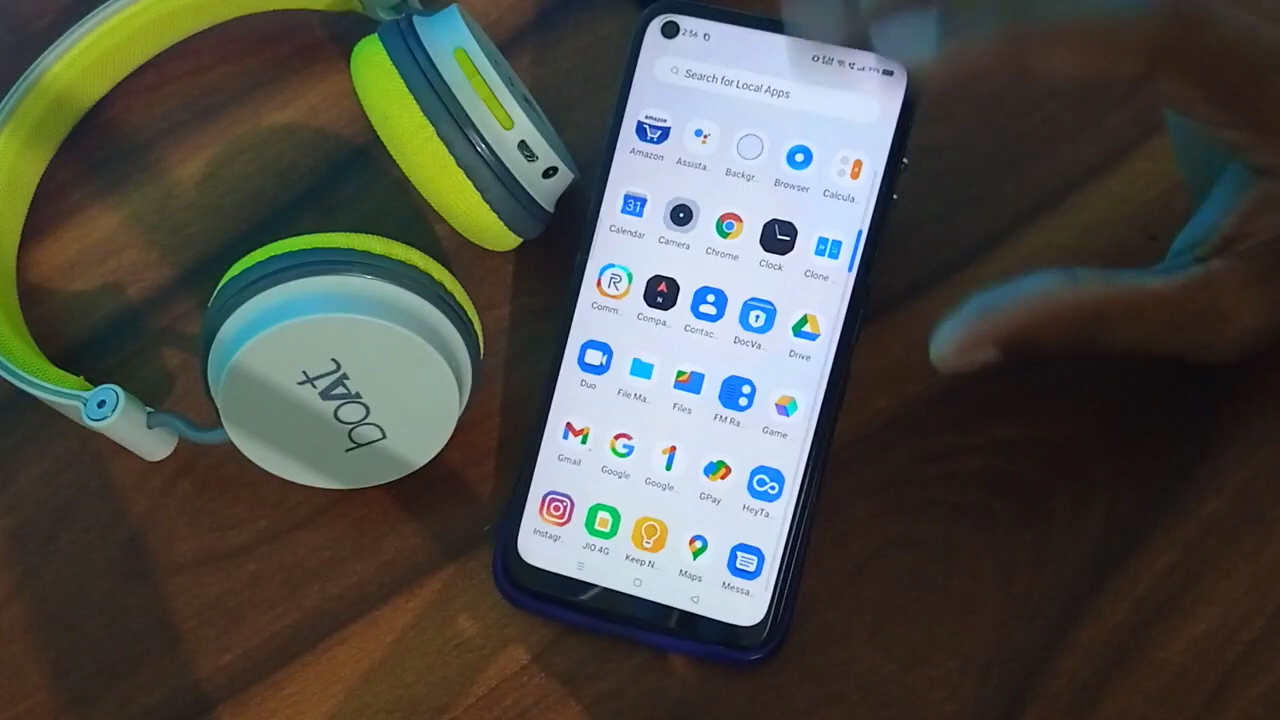 2:56
Search for Local Apps
amazon
Amazon
Assista..
Backgr..
Browser
Calcula..
31
Calendar
Camera
Chrome
Clock
Clone ..
R
Comm..
N
Compa..
Contac..
DocVa..
Drive
Duo
File Ma..
Files
FM Ra..
Game
Gmail
Google
Google..
GPay
HeyTa..
Instagr..
JIO 4G
Keep N..
Maps
Messa..
boAt